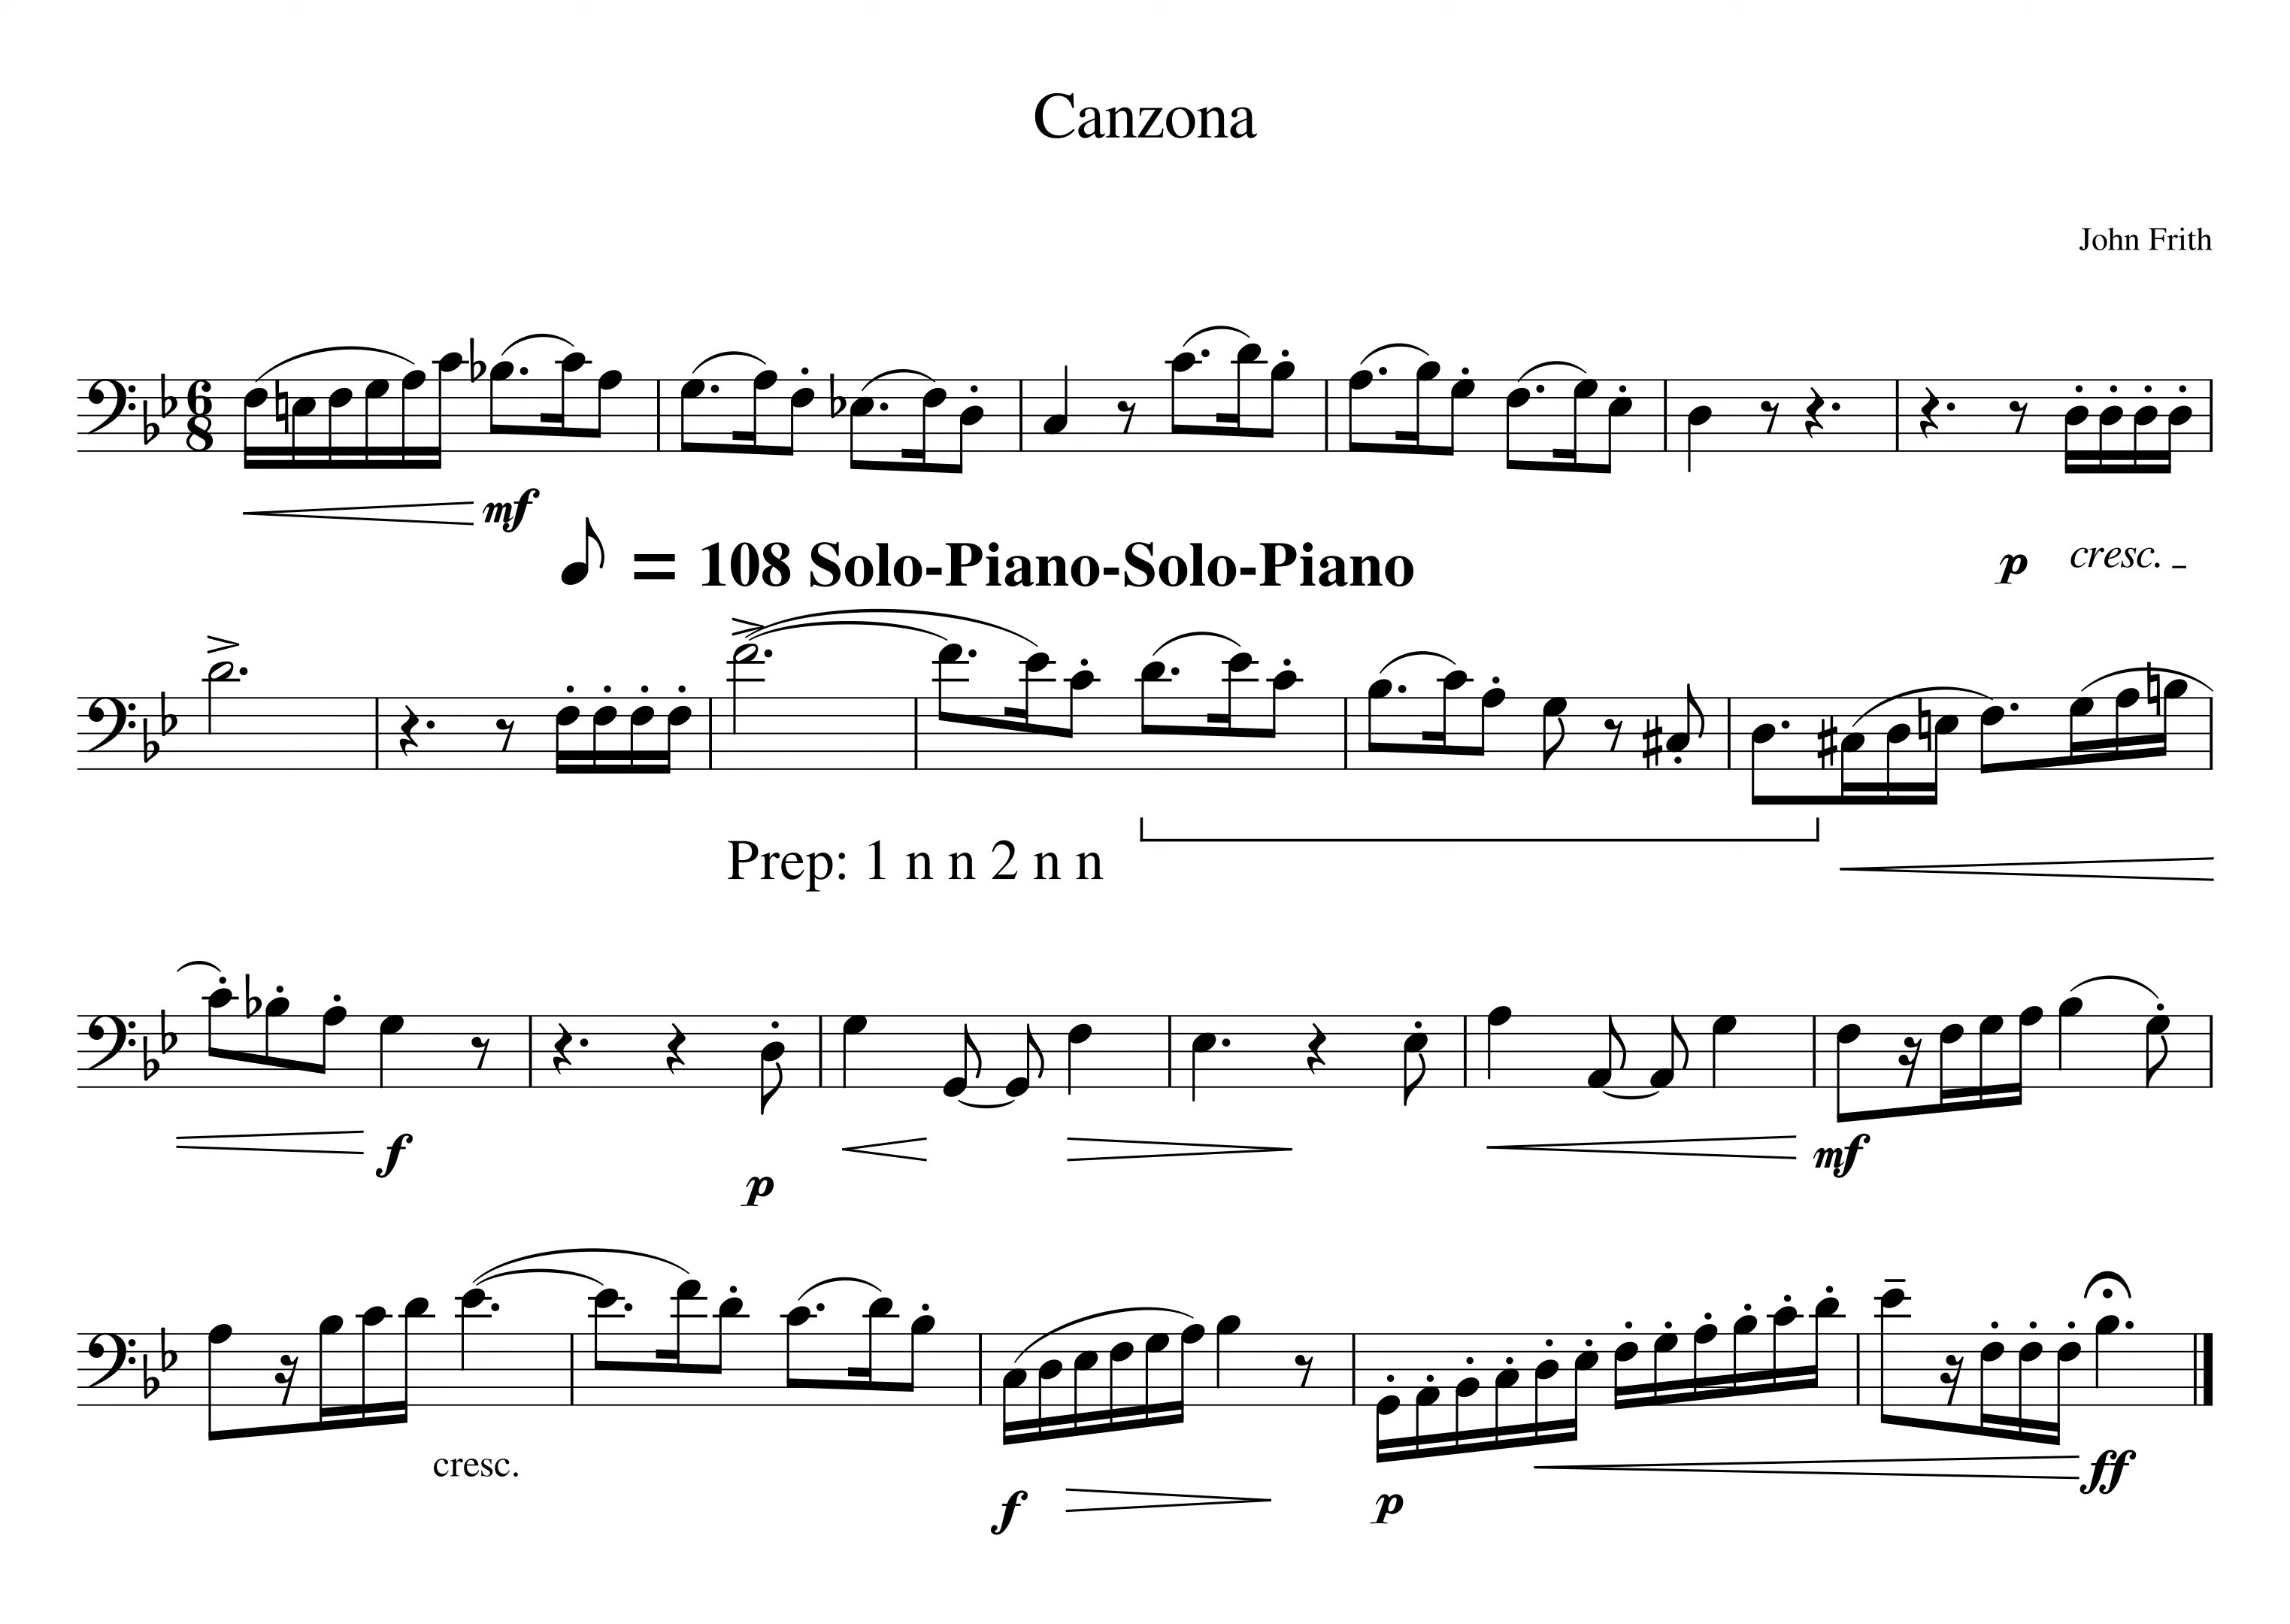 Canzona
John Frith
mf
= 108 Solo-Piano-Solo-Piano
p cresc.
Prep: 1 n n 2 n n
f p mf
cresc.
f p ff